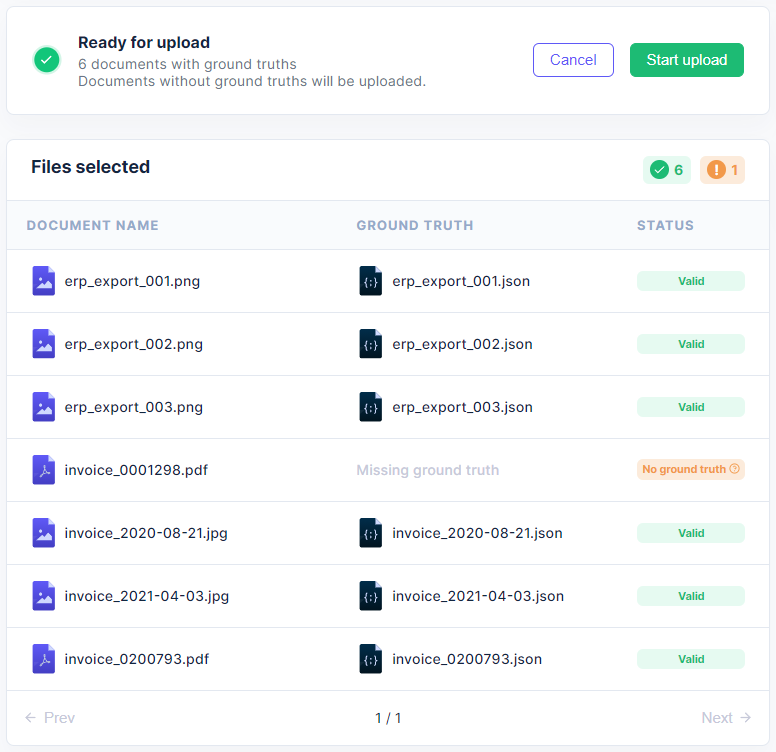 Ready for upload
6 documents with ground truths
Documents without ground truths will be uploaded.
Cancel
Start upload
Files selected
6
1
DOCUMENT NAME GROUND TRUTH STATUS
erp_export_001.png {;} erp_export_001.json Valid
erp_export_002.png {;} erp_export_002.json Valid
erp_export_003.png {;} erp_export_003.json Valid
invoice_0001298.pdf Missing ground truth No ground truth ?
invoice_2020-08-21.jpg {;} invoice_2020-08-21.json Valid
invoice_2021-04-03.jpg {;} invoice_2021-04-03.json Valid
invoice_0200793.pdf {;} invoice_0200793.json Valid
← Prev 1 / 1 Next →